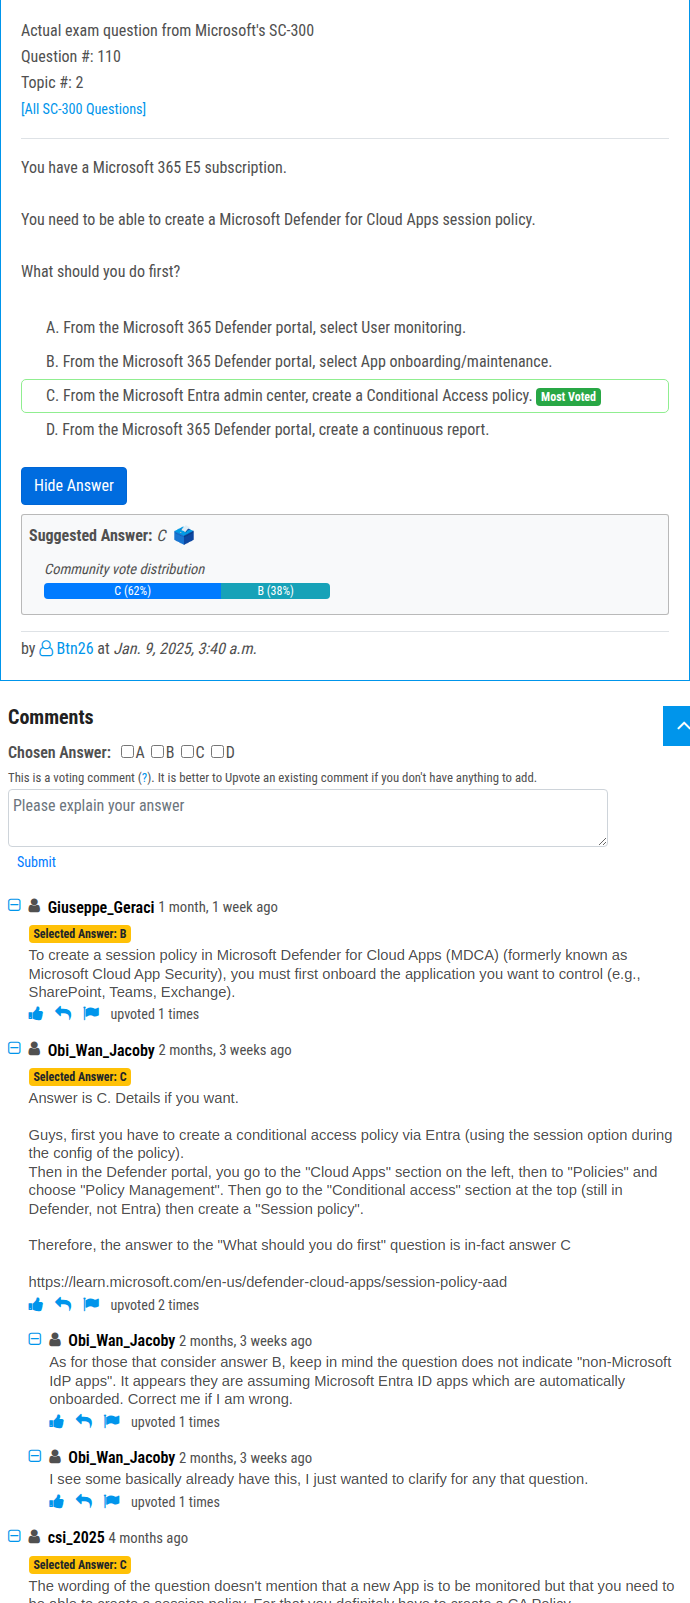 Actual exam question from Microsoft's SC-300
Question #: 110
Topic #: 2
[All SC-300 Questions]
You have a Microsoft 365 E5 subscription.
You need to be able to create a Microsoft Defender for Cloud Apps session policy.
What should you do first?
A. From the Microsoft 365 Defender portal, select User monitoring.
B. From the Microsoft 365 Defender portal, select App onboarding/maintenance.
C. From the Microsoft Entra admin center, create a Conditional Access policy. Most Voted
D. From the Microsoft 365 Defender portal, create a continuous report.
Hide Answer
Suggested Answer: C
Community vote distribution
C (62%) B (38%)
by Btn26 at Jan. 9, 2025, 3:40 a.m.
Comments
Chosen Answer: A B C D
This is a voting comment (?). It is better to Upvote an existing comment if you don't have anything to add.
Please explain your answer
Submit
Giuseppe_Geraci 1 month, 1 week ago
Selected Answer: B
To create a session policy in Microsoft Defender for Cloud Apps (MDCA) (formerly known as
Microsoft Cloud App Security), you must first onboard the application you want to control (e.g.,
SharePoint, Teams, Exchange).
upvoted 1 times
Obi_Wan_Jacoby 2 months, 3 weeks ago
Selected Answer: C
Answer is C. Details if you want.
Guys, first you have to create a conditional access policy via Entra (using the session option during
the config of the policy).
Then in the Defender portal, you go to the "Cloud Apps" section on the left, then to "Policies" and
choose "Policy Management". Then go to the "Conditional access" section at the top (still in
Defender, not Entra) then create a "Session policy".
Therefore, the answer to the "What should you do first" question is in-fact answer C
https://learn.microsoft.com/en-us/defender-cloud-apps/session-policy-aad
upvoted 2 times
Obi_Wan_Jacoby 2 months, 3 weeks ago
As for those that consider answer B, keep in mind the question does not indicate "non-Microsoft
IdP apps". It appears they are assuming Microsoft Entra ID apps which are automatically
onboarded. Correct me if I am wrong.
upvoted 1 times
Obi_Wan_Jacoby 2 months, 3 weeks ago
I see some basically already have this, I just wanted to clarify for any that question.
upvoted 1 times
csi_2025 4 months ago
Selected Answer: C
The wording of the question doesn't mention that a new App is to be monitored but that you need to
be able to create a session policy. For that you definitely have to create a CA Policy